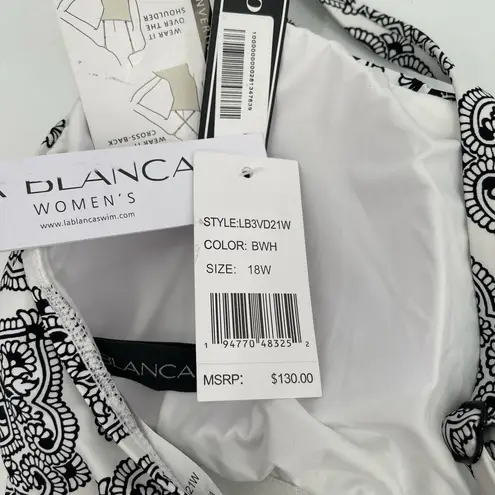 WEAR IT
OVER THE
SHOULDER
WEAR IT
CROSS-BACK
1000000000281347839
BLANCA
WOMEN'S
www.lablancaswim.com
STYLE:LB3VD21W
COLOR: BWH
SIZE: 18W
1 94770 48325 2
MSRP: $130.00
BLANCA